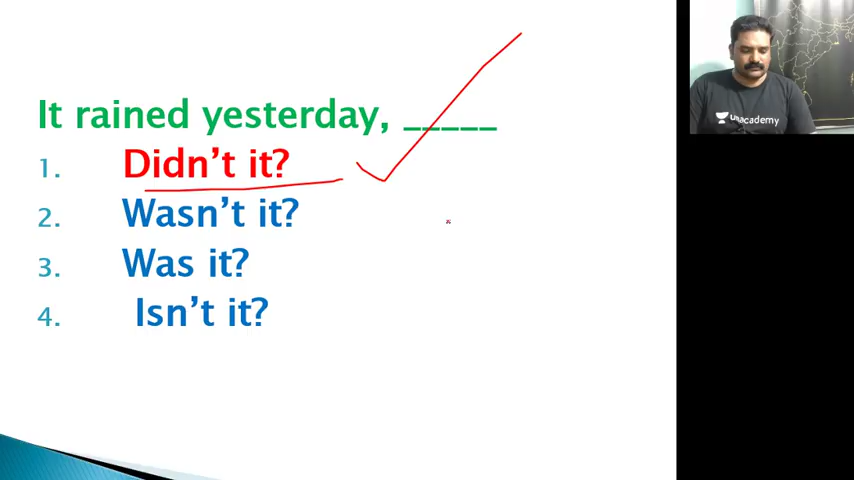 It rained yesterday, _____
1. Didn't it?
2. Wasn't it?
3. Was it?
4. Isn't it?
unacademy